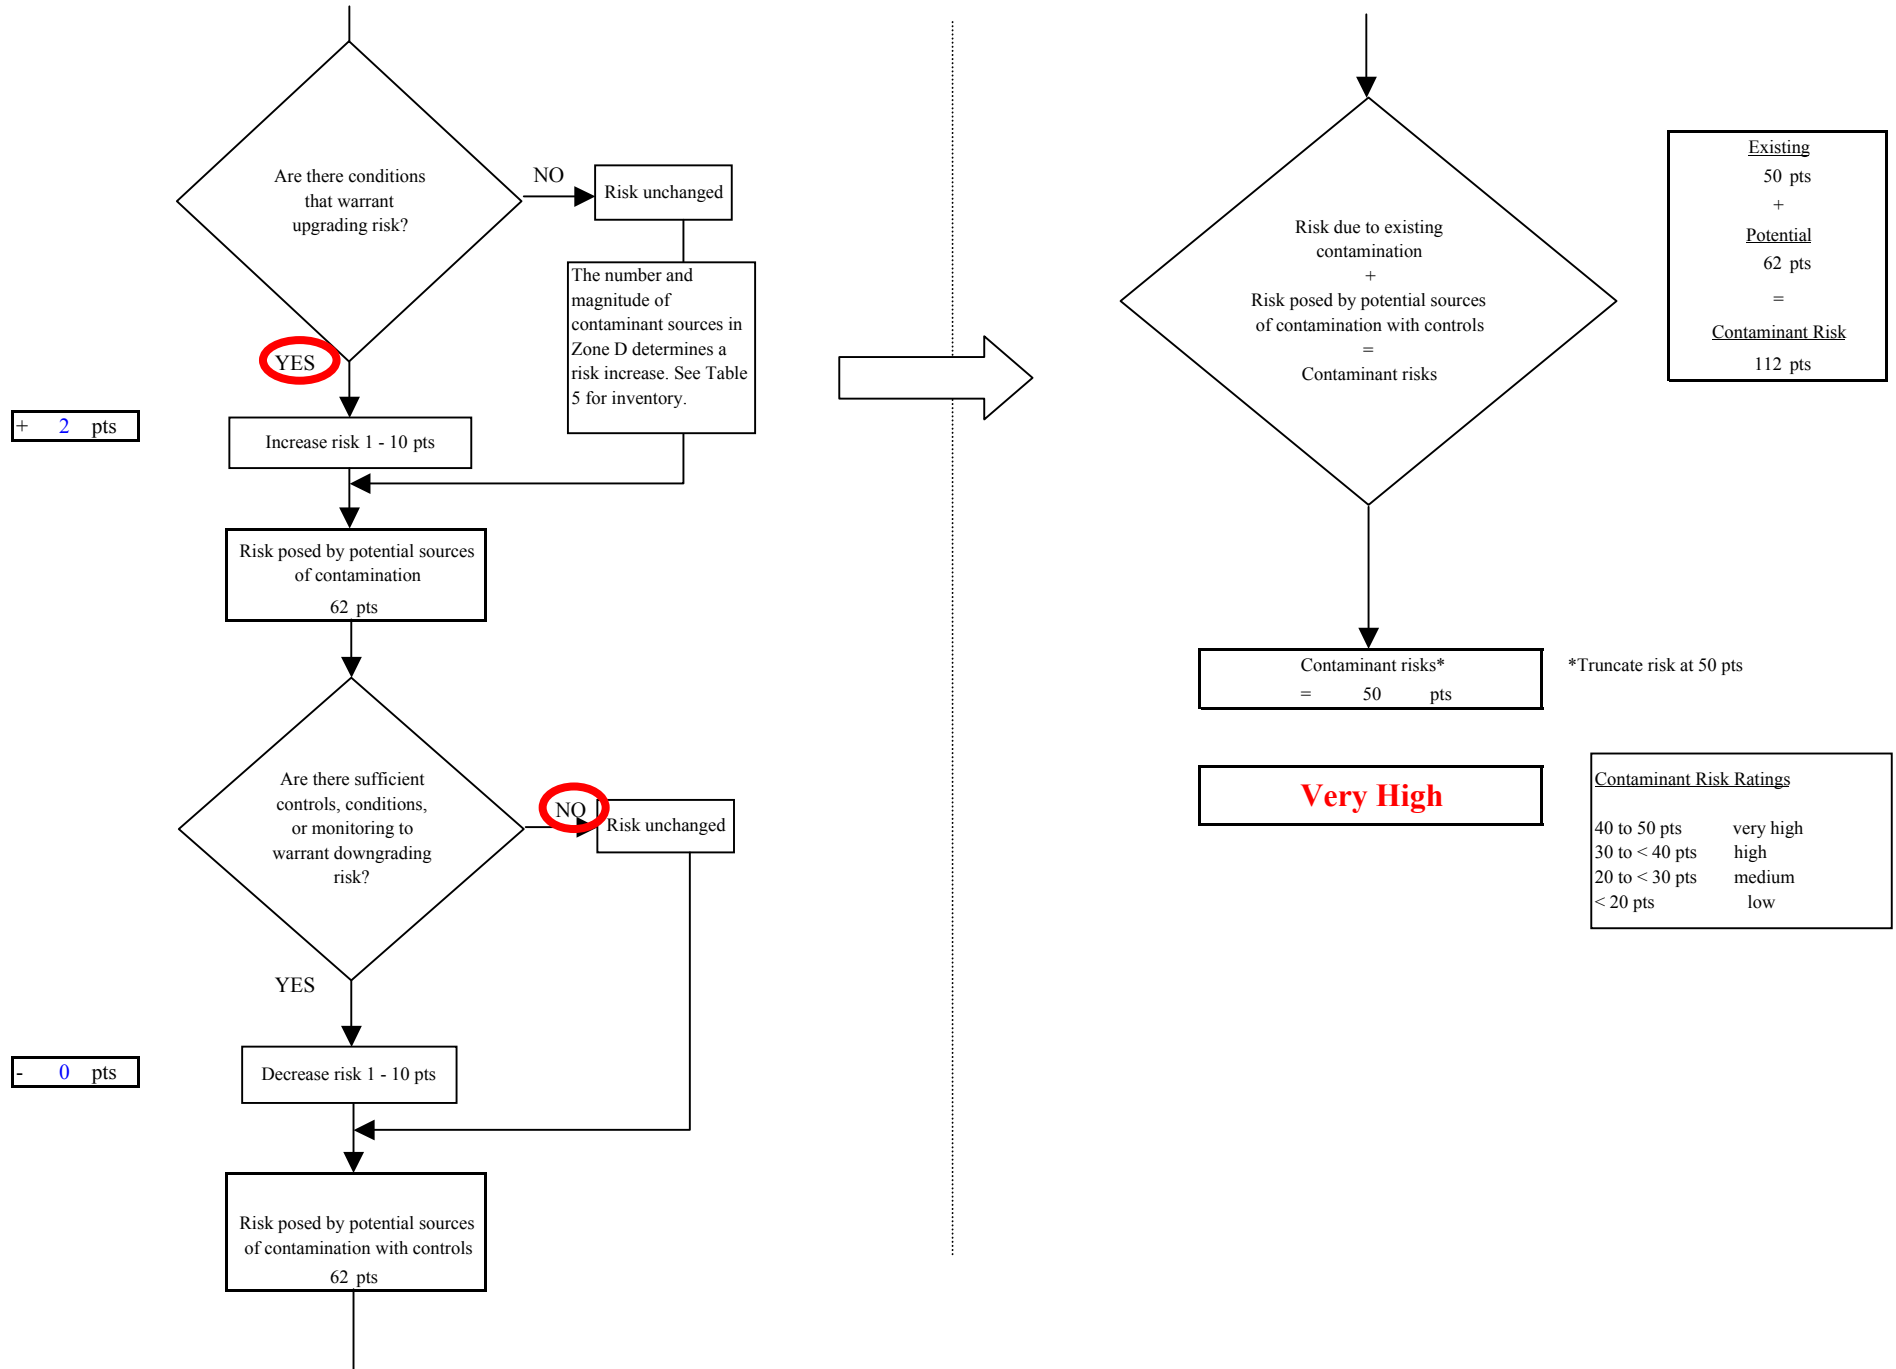 Are there conditions
that warrant
upgrading risk?
NO
Risk unchanged
The number and
magnitude of
contaminant sources in
Zone D determines a
risk increase. See Table
5 for inventory.
YES
+ 2 pts
Increase risk 1 - 10 pts
Risk posed by potential sources
of contamination
62 pts
Are there sufficient
controls, conditions,
or monitoring to
warrant downgrading
risk?
NO
Risk unchanged
YES
- 0 pts
Decrease risk 1 - 10 pts
Risk posed by potential sources
of contamination with controls
62 pts
Risk due to existing
contamination
+
Risk posed by potential sources
of contamination with controls
=
Contaminant risks
Existing
50 pts
+
Potential
62 pts
=
Contaminant Risk
112 pts
Contaminant risks*
= 50 pts
*Truncate risk at 50 pts
Very High
Contaminant Risk Ratings
40 to 50 pts very high
30 to < 40 pts high
20 to < 30 pts medium
< 20 pts low